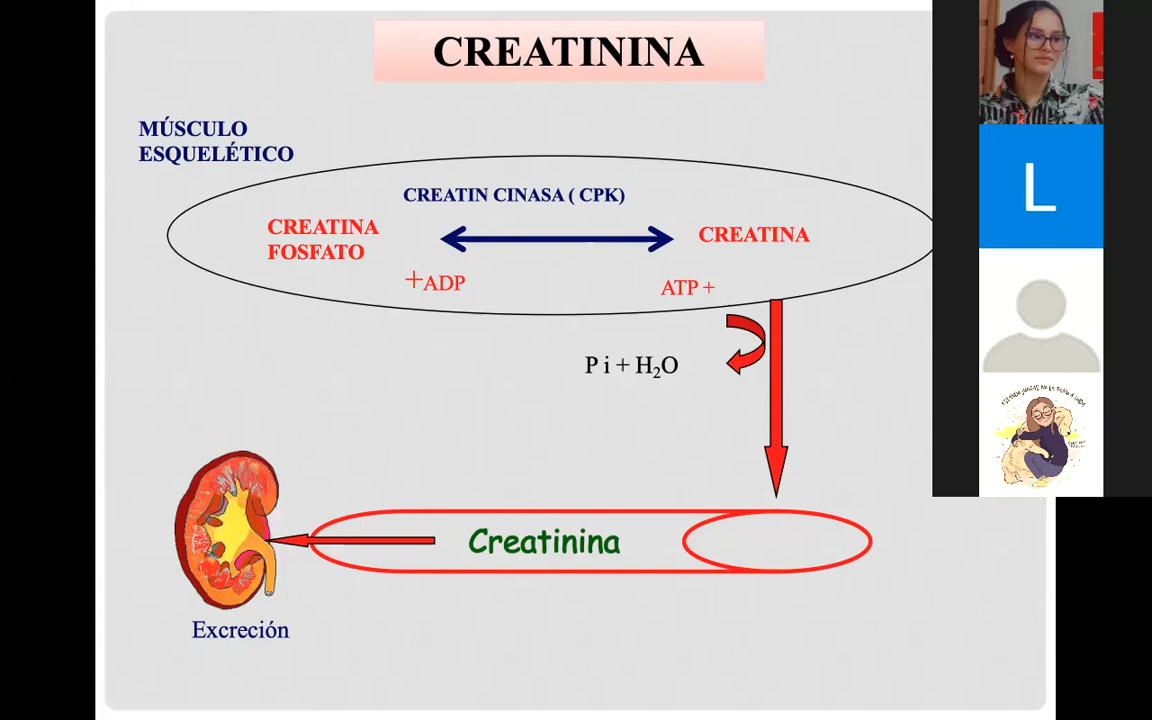 CREATININA
MÚSCULO
ESQUELÉTICO
CREATIN CINASA ( CPK)
CREATINA
FOSFATO
CREATINA
+ADP
ATP +
P i + H₂O
Creatinina
Excreción
L